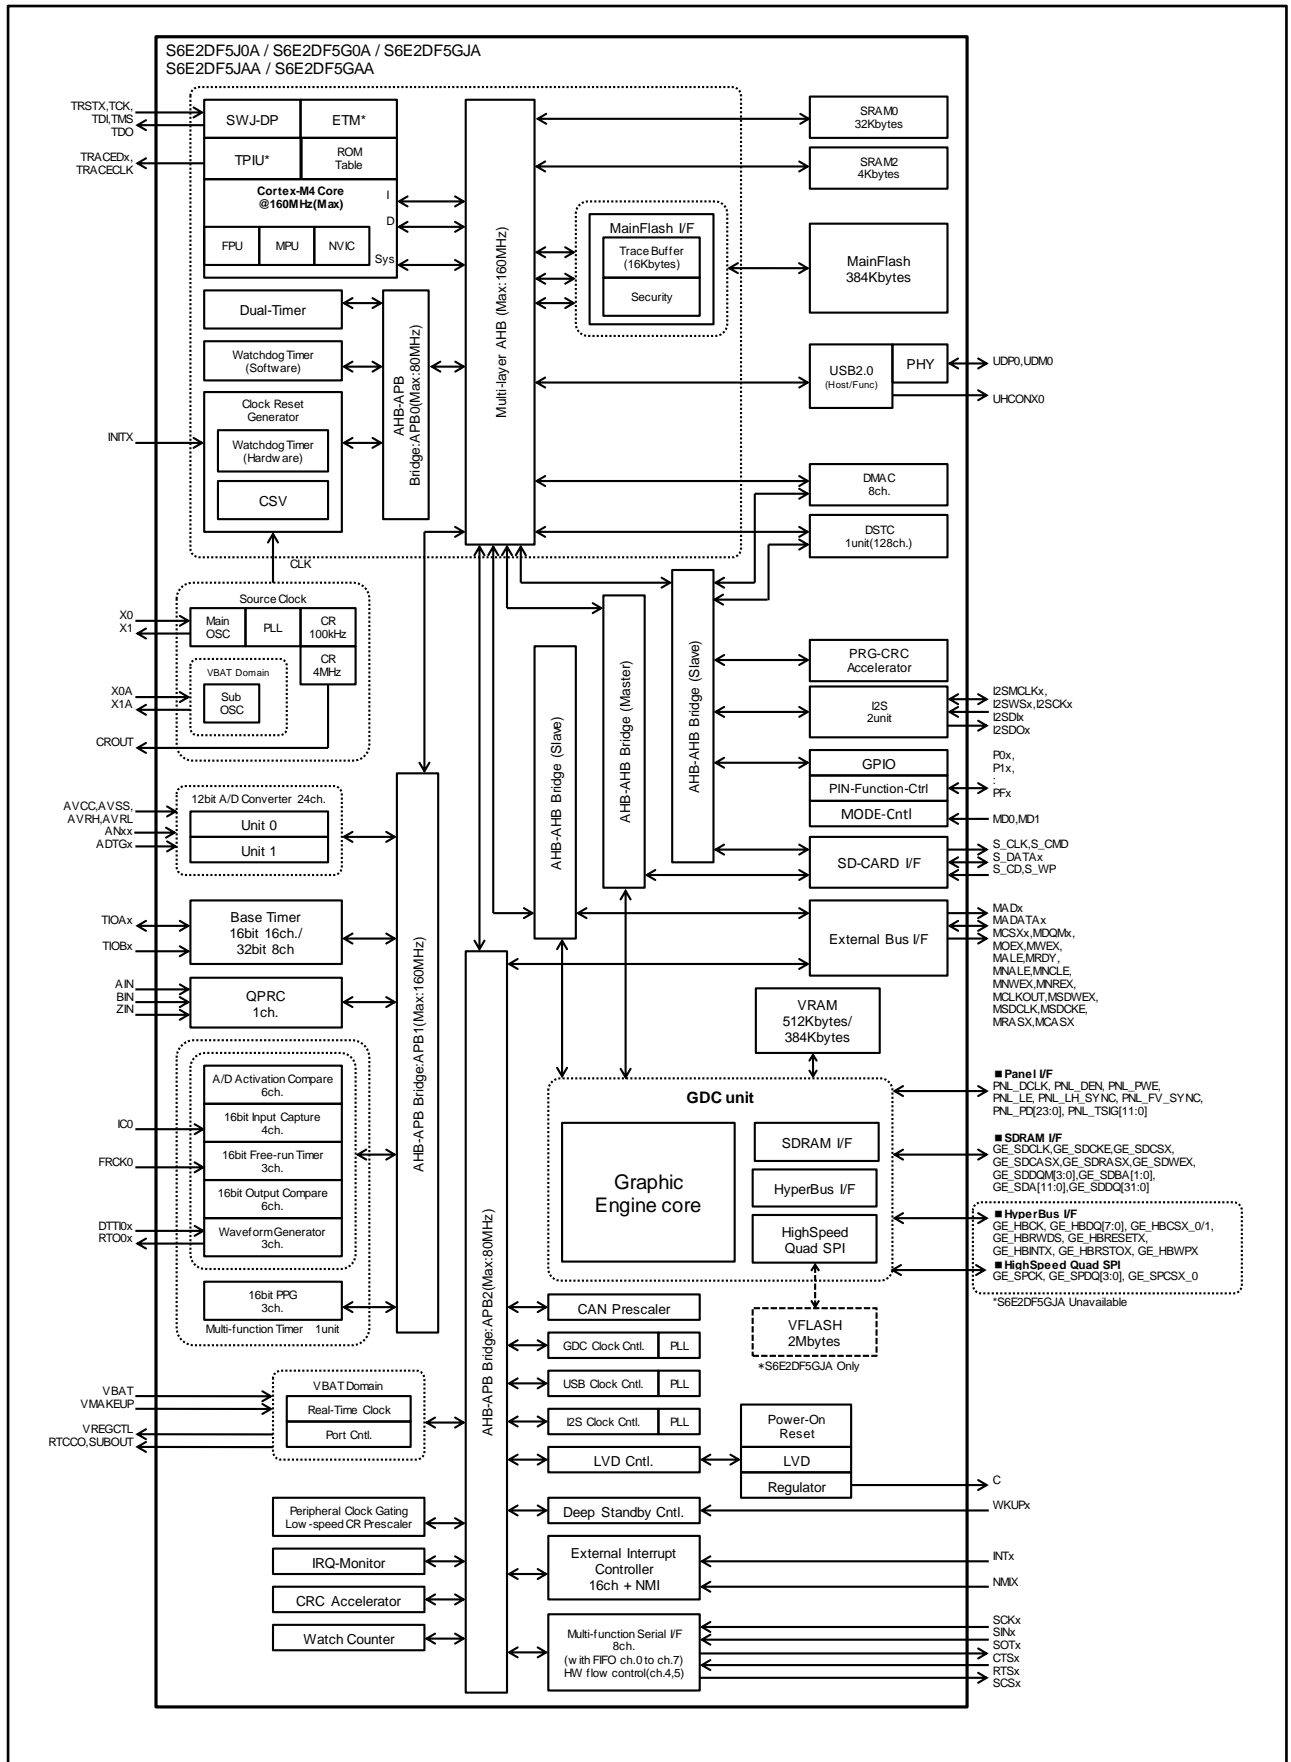 S6E2DF5J0A / S6E2DF5G0A / S6E2DF5GJA
S6E2DF5JAA / S6E2DF5GAA
TRSTX,TCK,
TDI,TMS
TDO
TRACEDx,
TRACECLK
SWJ-DP
ETM*
TPIU*
ROM
Table
Cortex-M4 Core
@160MHz(Max)
I
D
Sys
FPU
MPU
NVIC
Dual-Timer
Watchdog Timer
(Software)
Clock Reset
Generator
Watchdog Timer
(Hardware)
CSV
INITX
AHB-APB
Bridge:APB0(Max:80MHz)
Multi-layer AHB (Max:160MHz)
MainFlash I/F
Trace Buffer
(16Kbytes)
Security
SRAM0
32Kbytes
SRAM2
4Kbytes
MainFlash
384Kbytes
USB2.0
(Host/Func)
PHY
UDP0,UDM0
UHCONX0
DMAC
8ch.
DSTC
1unit(128ch.)
CLK
Source Clock
Main
OSC
PLL
CR
100kHz
CR
4MHz
VBAT Domain
Sub
OSC
X0
X1
X0A
X1A
CROUT
AHB-AHB Bridge (Slave)
AHB-AHB Bridge (Master)
AHB-AHB Bridge (Slave)
PRG-CRC
Accelerator
I2S
2unit
I2SMCLKx,
I2SWSx,I2SCKx
I2SDIx
I2SDOx
GPIO
PIN-Function-Ctrl
MODE-Cntl
P0x,
P1x,
:
PFx
MD0,MD1
SD-CARD I/F
S_CLK,S_CMD
S_DATAx
S_CD,S_WP
External Bus I/F
MADx
MADATAx
MCSXx,MDQMx,
MOEX,MWEX,
MALE,MRDY,
MNALE,MNCLE,
MNWEX,MNREX,
MCLKOUT,MSDWEX,
MSDCLK,MSDCKE,
MRASX,MCASX
AVCC,AVSS,
AVRH,AVRL
ANxx
ADTGx
12bit A/D Converter 24ch.
Unit 0
Unit 1
TIOAx
TIOBx
Base Timer
16bit 16ch./
32bit 8ch
AIN
BIN
ZIN
QPRC
1ch.
AHB-APB Bridge:APB1(Max:160MHz)
A/D Activation Compare
6ch.
16bit Input Capture
4ch.
16bit Free-run Timer
3ch.
16bit Output Compare
6ch.
Waveform Generator
3ch.
16bit PPG
3ch.
Multi-function Timer 1unit
IC0
FRCK0
DTTI0x
RTO0x
VRAM
512Kbytes/
384Kbytes
GDC unit
Graphic
Engine core
SDRAM I/F
HyperBus I/F
HighSpeed
Quad SPI
VFLASH
2Mbytes
*S6E2DF5GJA Only
■ Panel I/F
PNL_DCLK, PNL_DEN, PNL_PWE,
PNL_LE, PNL_LH_SYNC, PNL_FV_SYNC,
PNL_PD[23:0], PNL_TSIG[11:0]
■ SDRAM I/F
GE_SDCLK,GE_SDCKE,GE_SDCSX,
GE_SDCASX,GE_SDRASX,GE_SDWEX,
GE_SDDQM[3:0],GE_SDBA[1:0],
GE_SDA[11:0],GE_SDDQ[31:0]
■ HyperBus I/F
GE_HBCK, GE_HBDQ[7:0], GE_HBCSX_0/1,
GE_HBRWDS, GE_HBRESETX,
GE_HBINTX, GE_HBRSTOX, GE_HBWPX
■ HighSpeed Quad SPI
GE_SPCK, GE_SPDQ[3:0], GE_SPCSX_0
*S6E2DF5GJA Unavailable
AHB-APB Bridge:APB2(Max:80MHz)
CAN Prescaler
GDC Clock Cntl.
PLL
USB Clock Cntl.
PLL
I2S Clock Cntl.
PLL
LVD Cntl.
Power-On
Reset
LVD
Regulator
C
Deep Standby Cntl.
WKUPx
External Interrupt
Controller
16ch + NMI
INTx
NMIX
Multi-function Serial I/F
8ch.
(with FIFO ch.0 to ch.7)
HW flow control(ch.4,5)
SCKx
SINx
SOTx
CTSx
RTSx
SCSx
VBAT
VMAKEUP
VREGCTL
RTCCO,SUBOUT
VBAT Domain
Real-Time Clock
Port Cntl.
Peripheral Clock Gating
Low-speed CR Prescaler
IRQ-Monitor
CRC Accelerator
Watch Counter